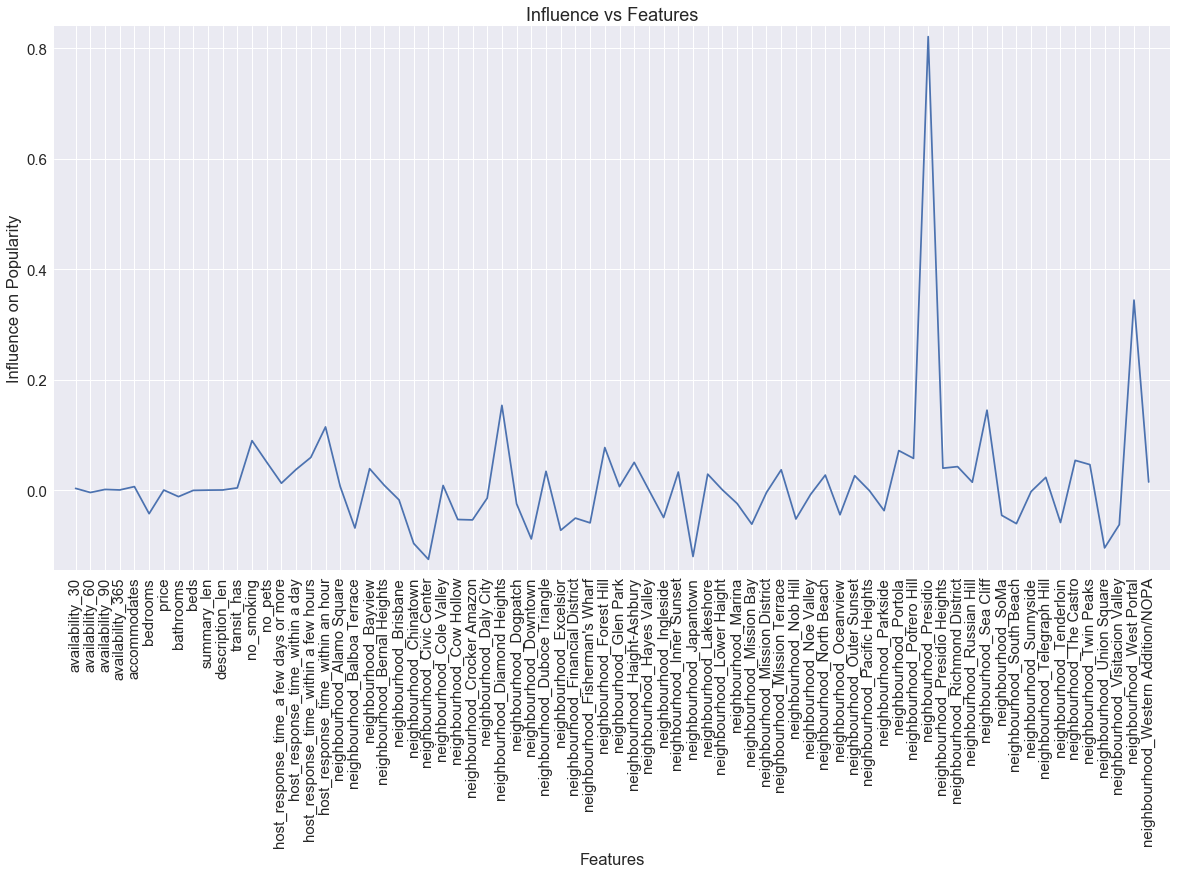 Influence vs Features
0.8
0.6
0.4
0.2
0.0
Influence on Popularity
availability_30
availability_60
availability_90
availability_365
accommodates
bedrooms
price
bathrooms
beds
summary_len
description_len
transit_has
no_smoking
no_pets
host_response_time_a few days or more
host_response_time_within a day
host_response_time_within a few hours
host_response_time_within an hour
neighbourhood_Alamo Square
neighbourhood_Balboa Terrace
neighbourhood_Bayview
neighbourhood_Bernal Heights
neighbourhood_Brisbane
neighbourhood_Chinatown
neighbourhood_Civic Center
neighbourhood_Cole Valley
neighbourhood_Cow Hollow
neighbourhood_Crocker Amazon
neighbourhood_Daly City
neighbourhood_Diamond Heights
neighbourhood_Dogpatch
neighbourhood_Downtown
neighbourhood_Duboce Triangle
neighbourhood_Excelsior
neighbourhood_Financial District
neighbourhood_Fisherman's Wharf
neighbourhood_Forest Hill
neighbourhood_Glen Park
neighbourhood_Haight-Ashbury
neighbourhood_Hayes Valley
neighbourhood_Ingleside
neighbourhood_Inner Sunset
neighbourhood_Japantown
neighbourhood_Lakeshore
neighbourhood_Lower Haight
neighbourhood_Marina
neighbourhood_Mission Bay
neighbourhood_Mission District
neighbourhood_Mission Terrace
neighbourhood_Nob Hill
neighbourhood_Noe Valley
neighbourhood_North Beach
neighbourhood_Oceanview
neighbourhood_Outer Sunset
neighbourhood_Pacific Heights
neighbourhood_Parkside
neighbourhood_Portola
neighbourhood_Potrero Hill
neighbourhood_Presidio
neighbourhood_Presidio Heights
neighbourhood_Richmond District
neighbourhood_Russian Hill
neighbourhood_Sea Cliff
neighbourhood_SoMa
neighbourhood_South Beach
neighbourhood_Sunnyside
neighbourhood_Telegraph Hill
neighbourhood_Tenderloin
neighbourhood_The Castro
neighbourhood_Twin Peaks
neighbourhood_Union Square
neighbourhood_Visitacion Valley
neighbourhood_West Portal
neighbourhood_Western Addition/NOPA
Features